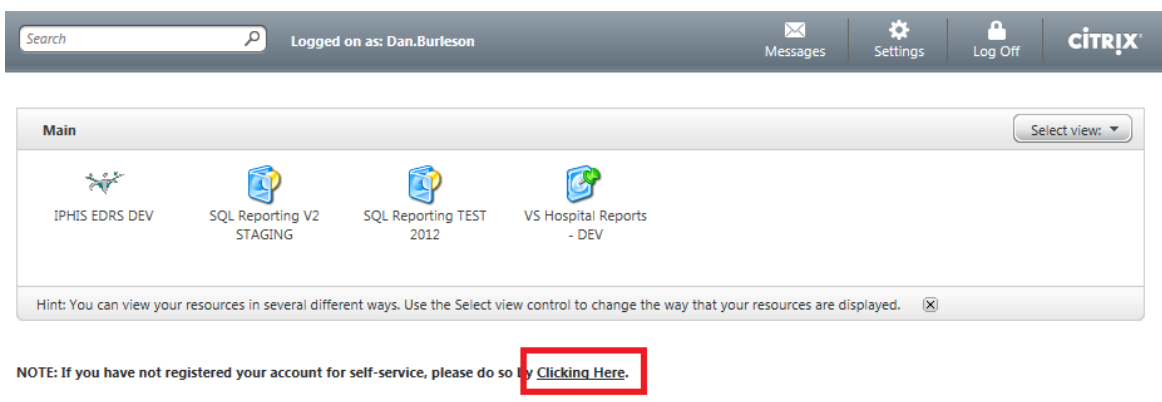 Search
Logged on as: Dan.Burleson
Messages
Settings
Log Off
CITRIX
Main
Select view:
IPHIS EDRS DEV
SQL Reporting V2
STAGING
SQL Reporting TEST
2012
VS Hospital Reports
- DEV
Hint: You can view your resources in several different ways. Use the Select view control to change the way that your resources are displayed.
NOTE: If you have not registered your account for self-service, please do so by Clicking Here.